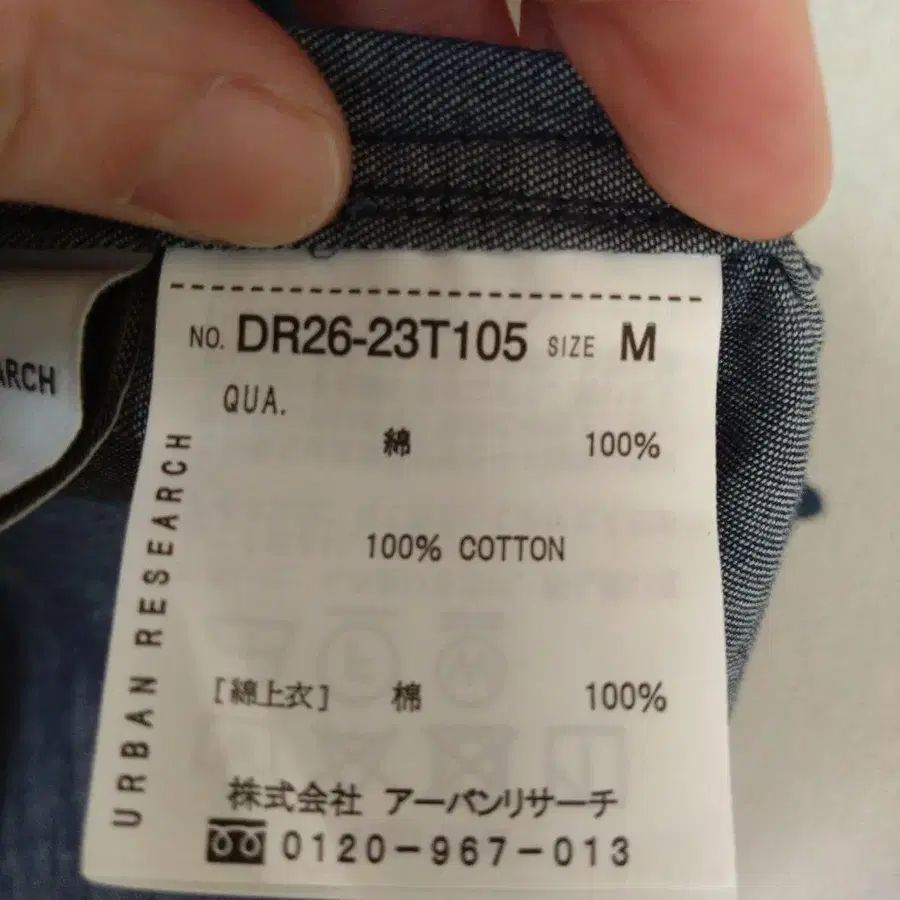 NO. DR26-23T105 SIZE M
QUA.
綿 100%
100% COTTON
[綿上衣] 棉 100%
株式会社 アーバンリサーチ
0120-967-013
URBAN RESEARCH
ARCH